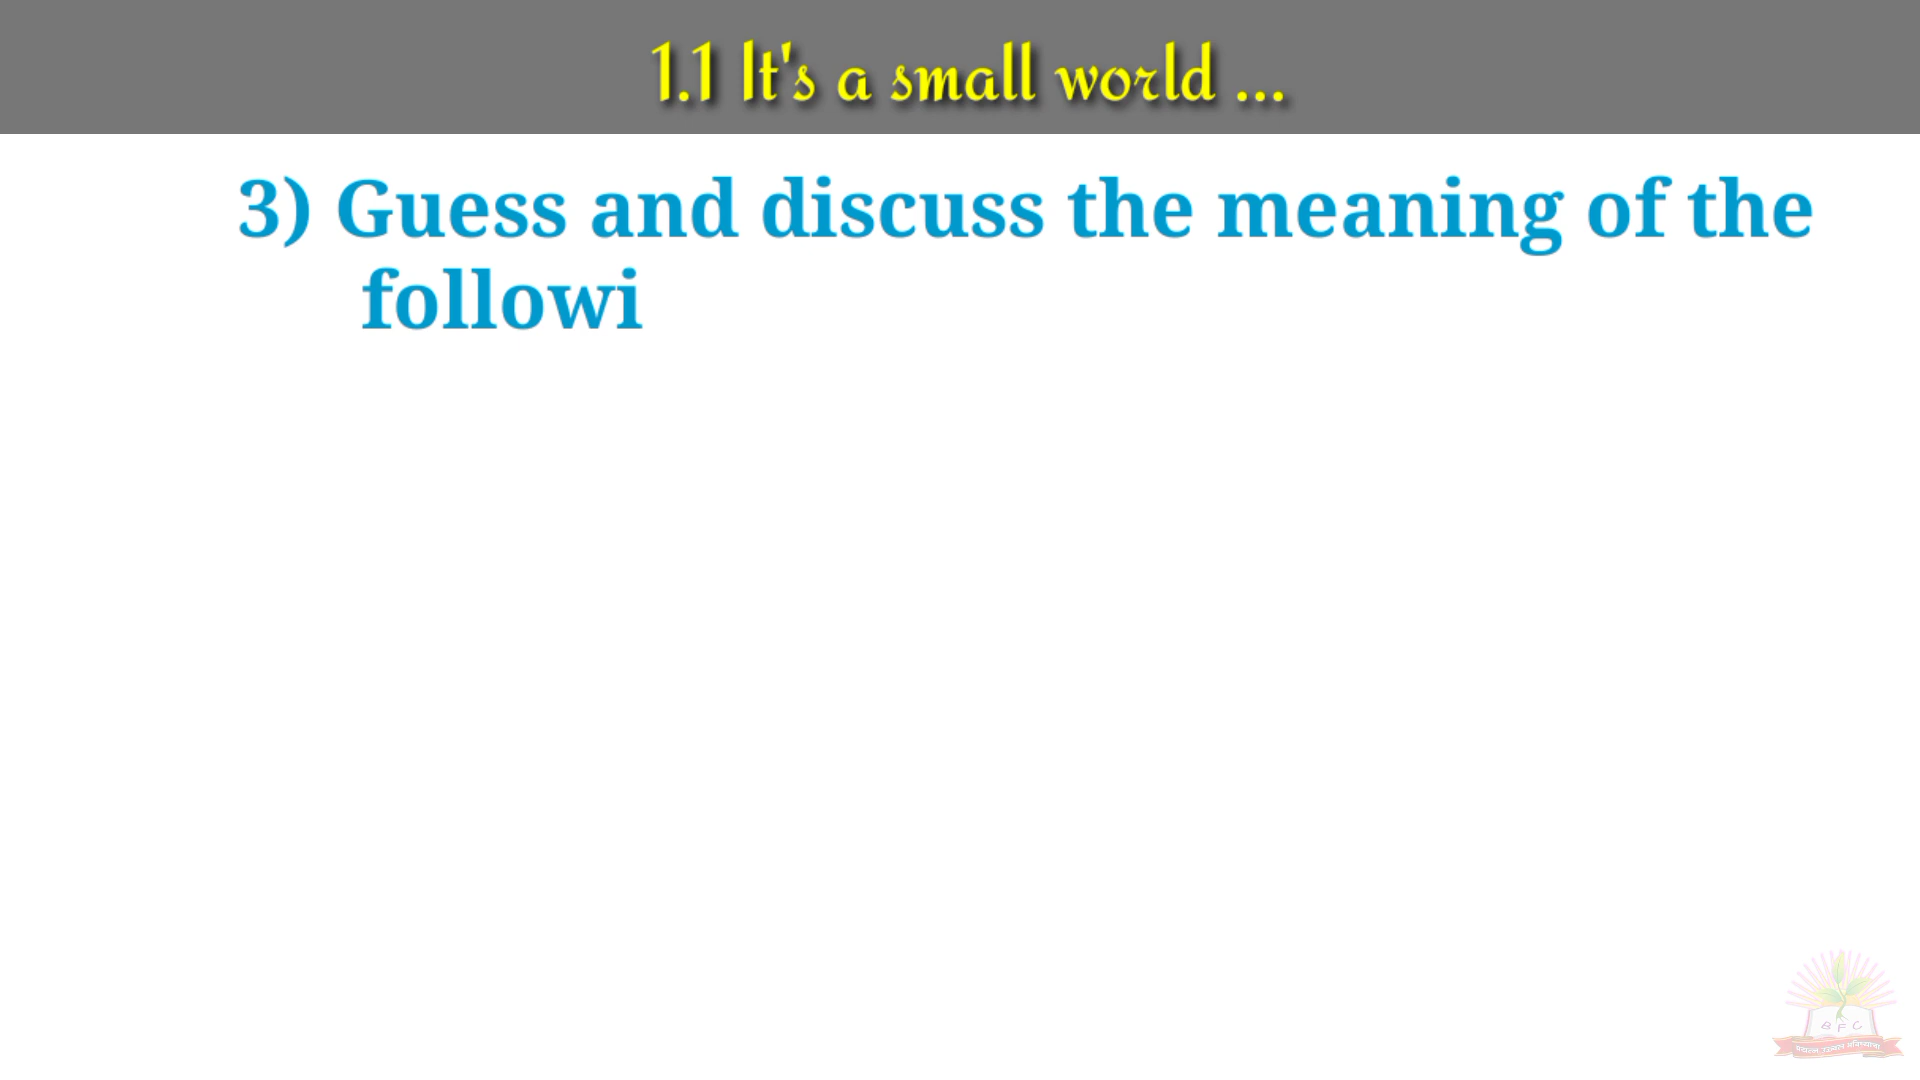 1.1 It's a small world ...
3) Guess and discuss the meaning of the
followi
B F C